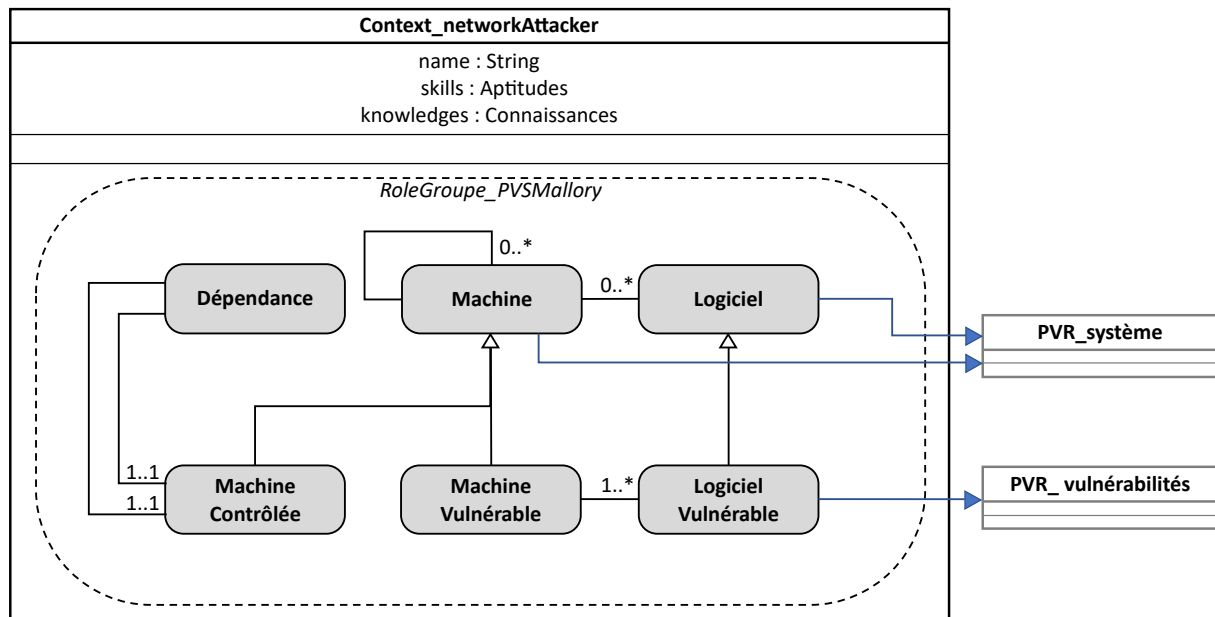 Context_networkAttacker
name : String
skills : Aptitudes
knowledges : Connaissances
RoleGroupe_PVSMallory
0..*
0..*
Dépendance
Machine
Logiciel
PVR_système
1..1
1..1
Machine
Contrôlée
Machine
Vulnérable
1..*
Logiciel
Vulnérable
PVR_ vulnérabilités